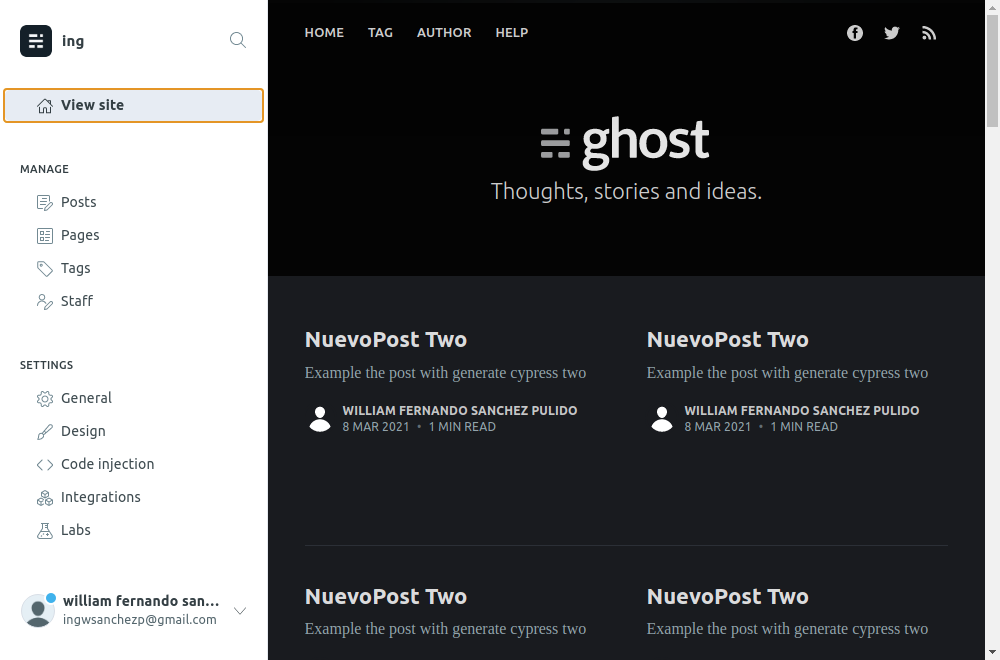 ing
View site
MANAGE
Posts
Pages
Tags
Staff
SETTINGS
General
Design
Code injection
Integrations
Labs
william fernando san...
ingwsanchezp@gmail.com
HOME TAG AUTHOR HELP
ghost
Thoughts, stories and ideas.
NuevoPost Two
Example the post with generate cypress two
WILLIAM FERNANDO SANCHEZ PULIDO
8 MAR 2021 • 1 MIN READ
NuevoPost Two
Example the post with generate cypress two
WILLIAM FERNANDO SANCHEZ PULIDO
8 MAR 2021 • 1 MIN READ
NuevoPost Two
Example the post with generate cypress two
NuevoPost Two
Example the post with generate cypress two